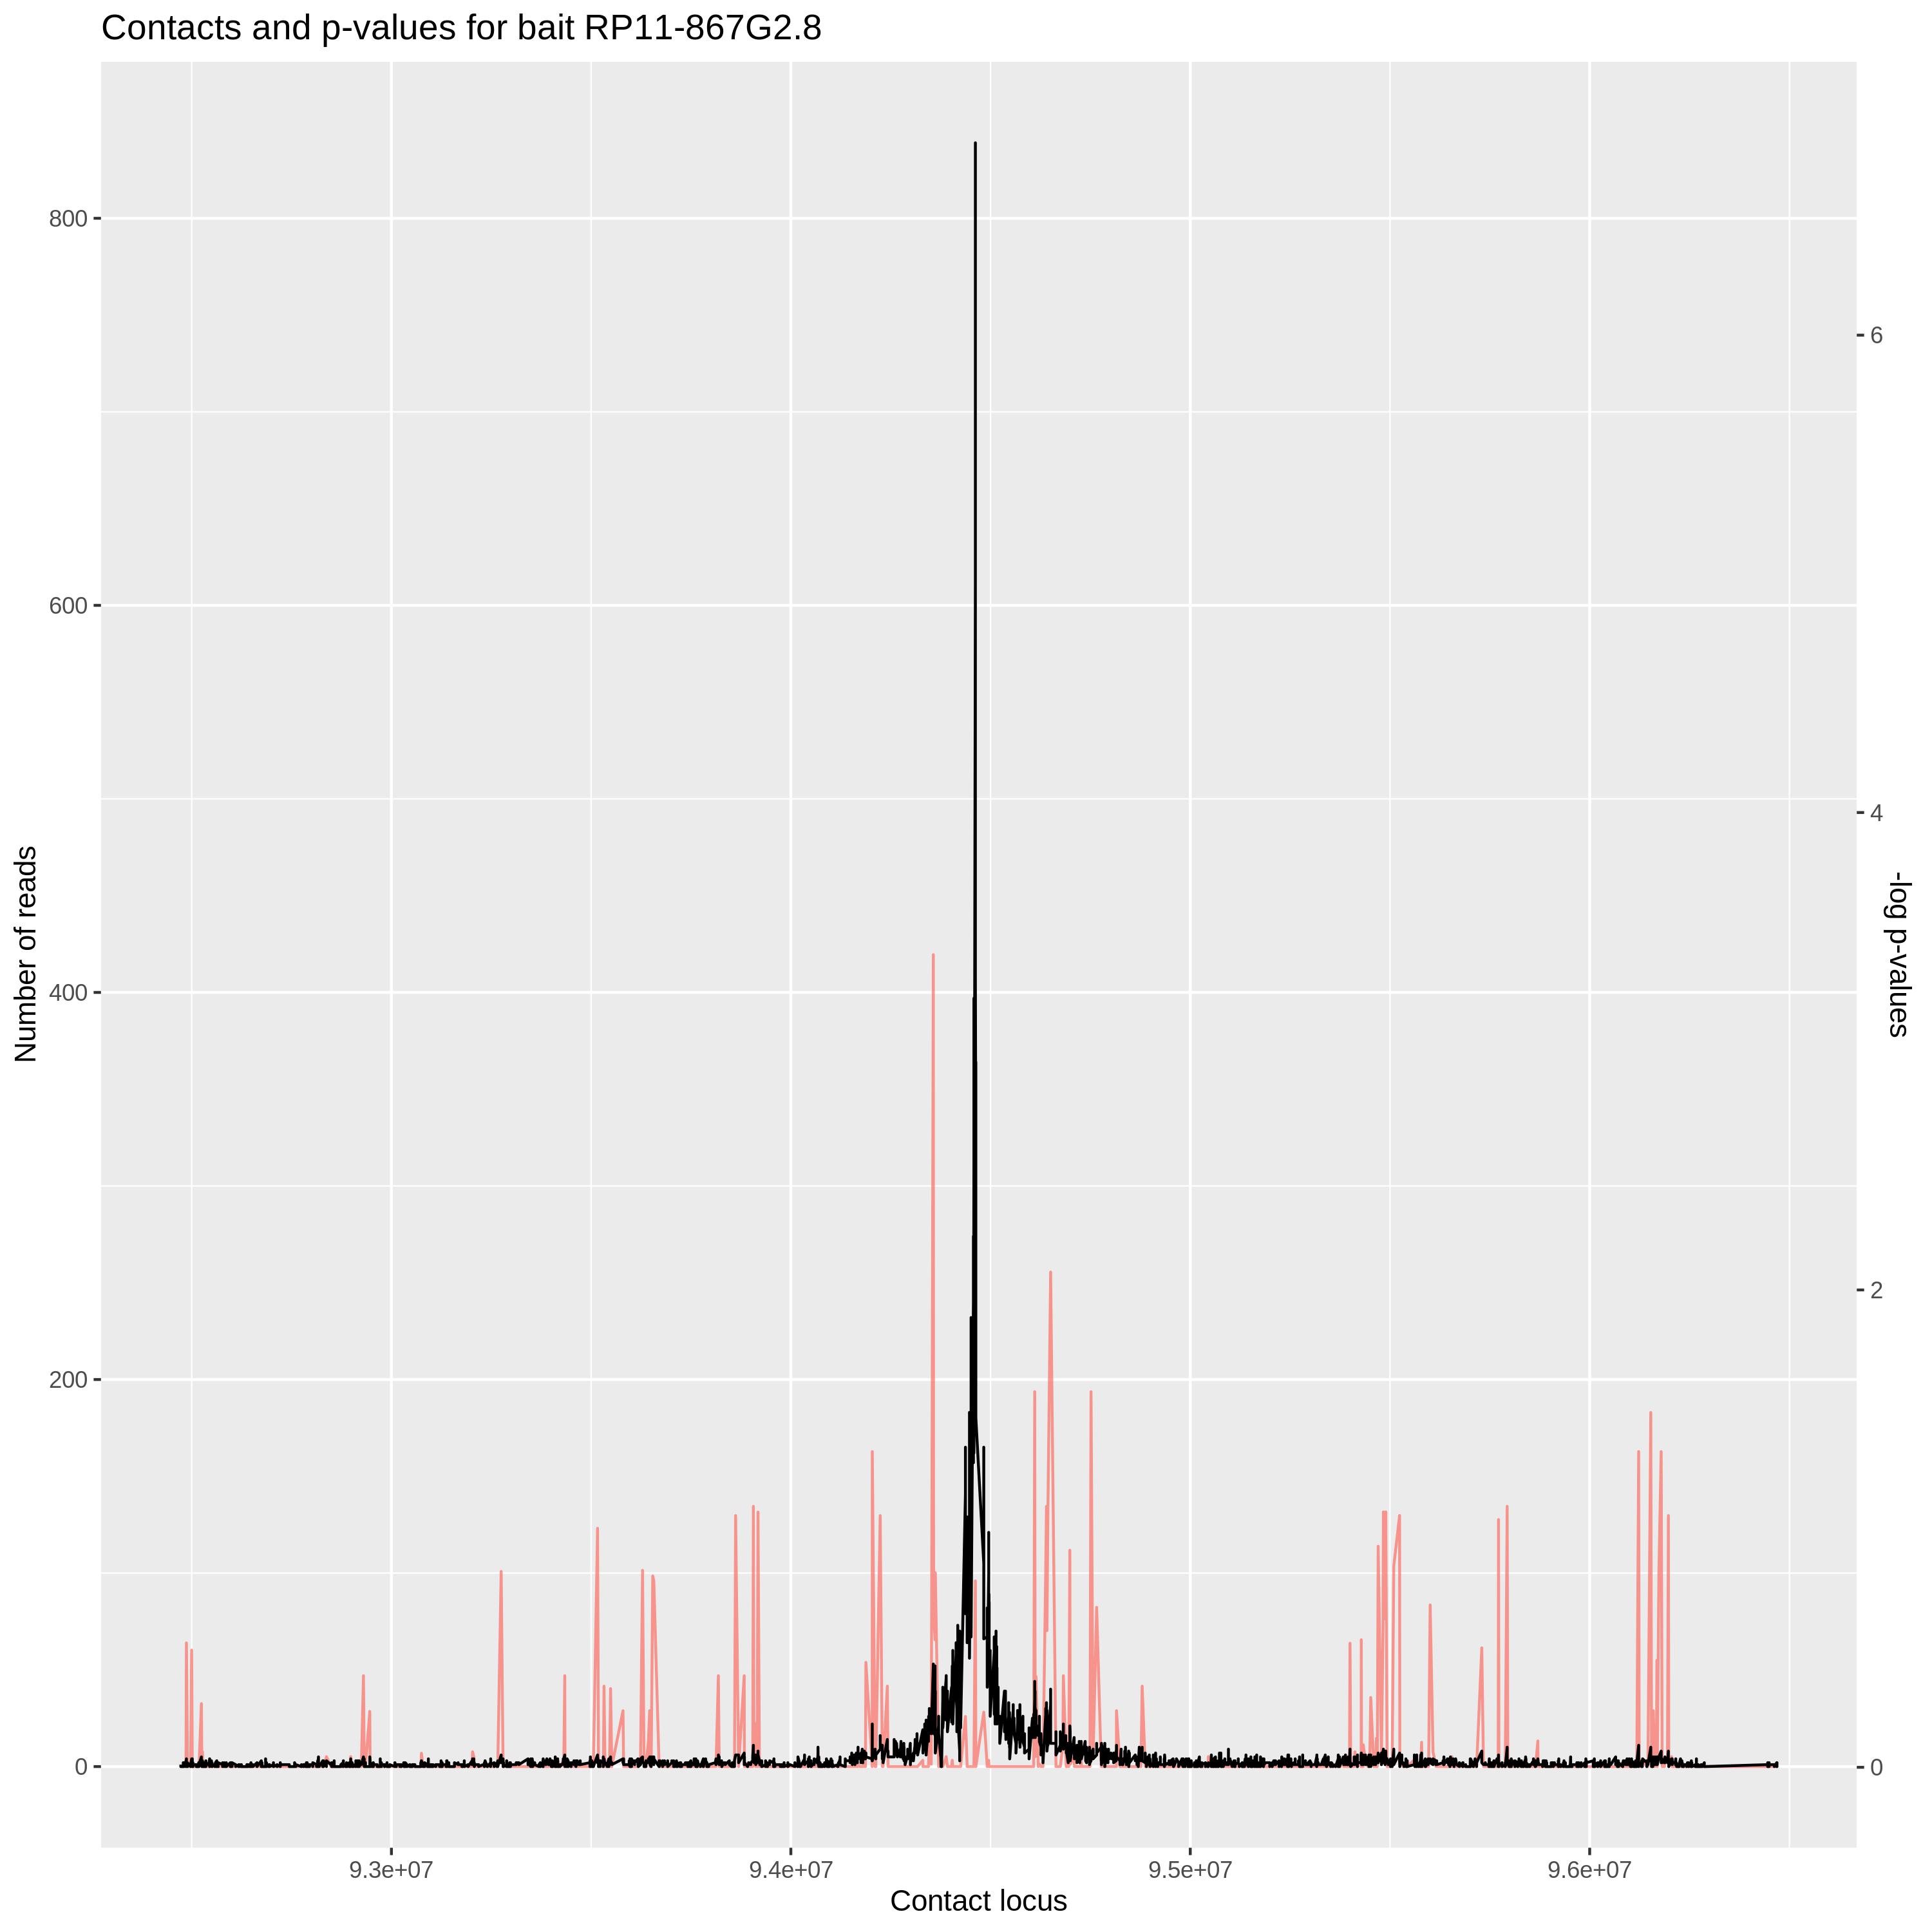 Contacts and p-values for bait RP11-867G2.8
800
600
400
200
0
Number of reads
6
4
2
0
-log p-values
9.3e+07
9.4e+07
9.5e+07
9.6e+07
Contact locus